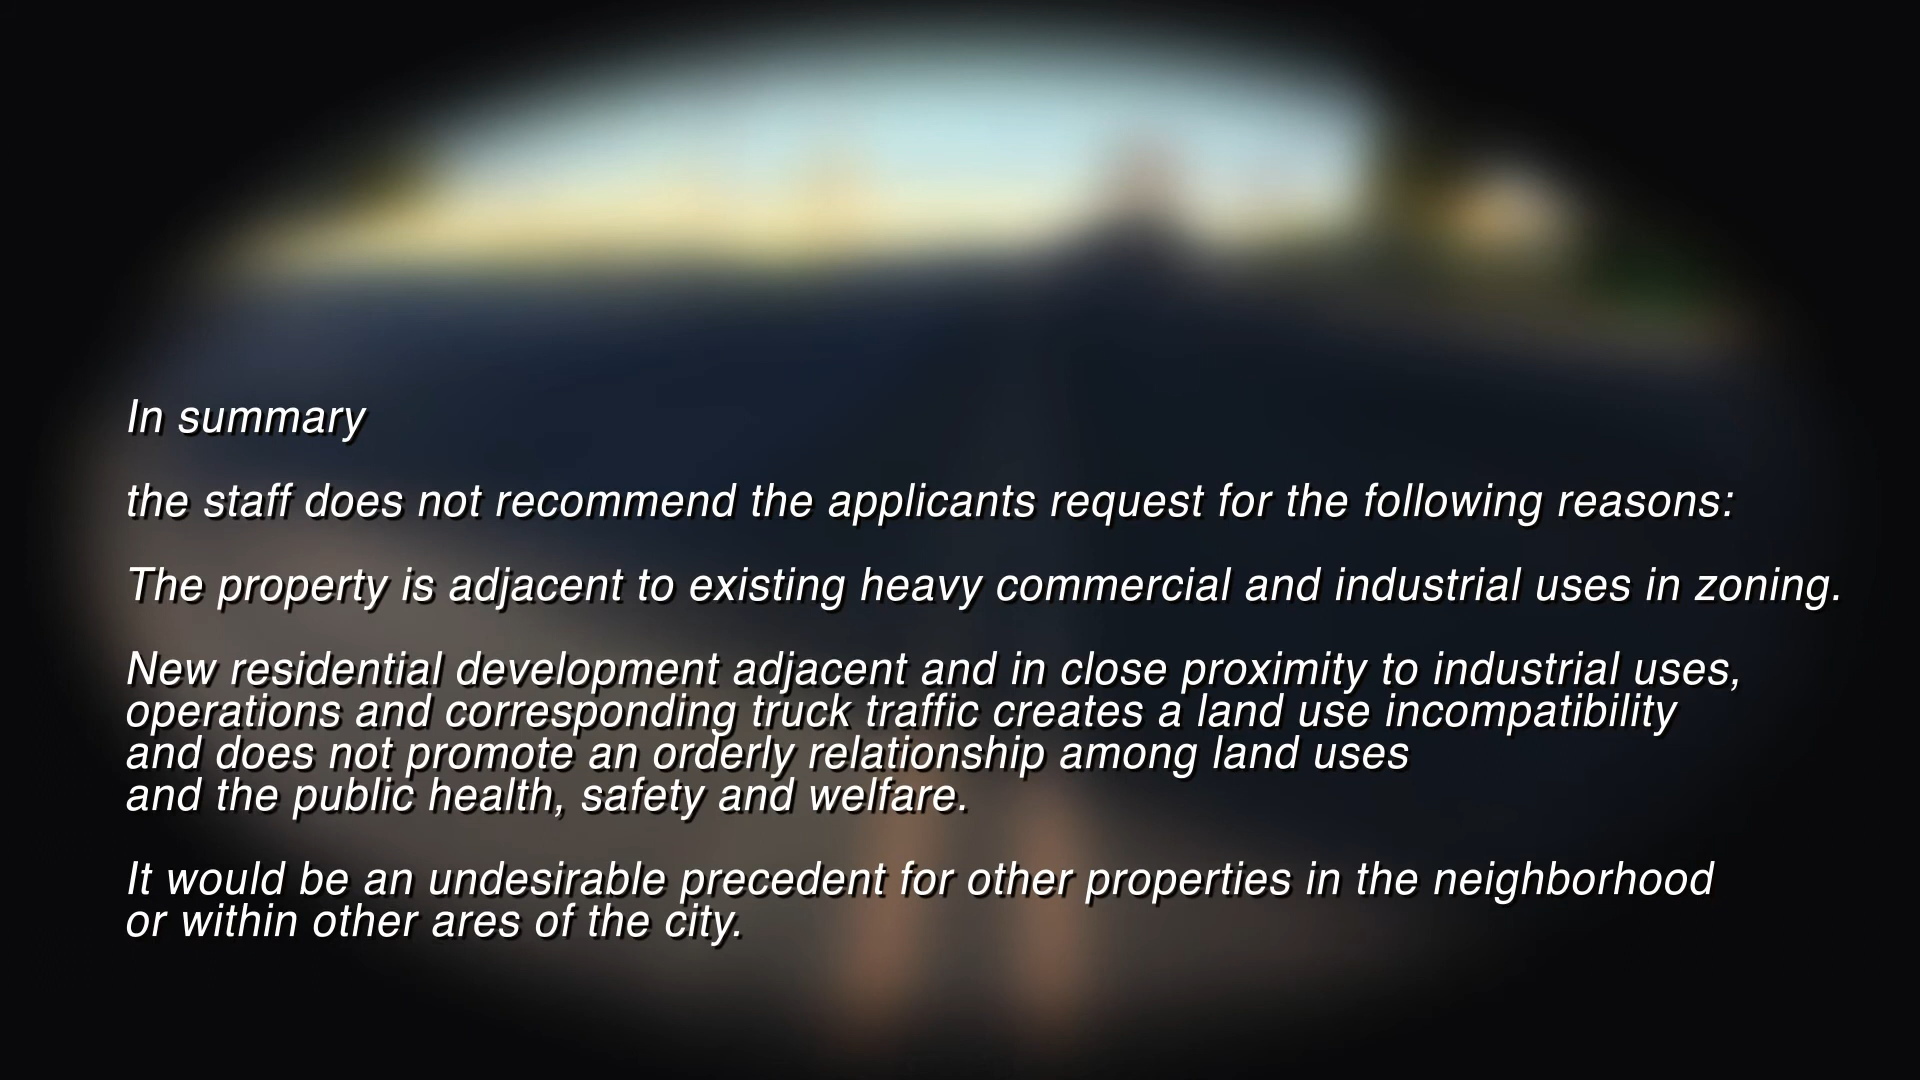 In summary
the staff does not recommend the applicants request for the following reasons:
The property is adjacent to existing heavy commercial and industrial uses in zoning.
New residential development adjacent and in close proximity to industrial uses,
operations and corresponding truck traffic creates a land use incompatibility
and does not promote an orderly relationship among land uses
and the public health, safety and welfare.
It would be an undesirable precedent for other properties in the neighborhood
or within other ares of the city.